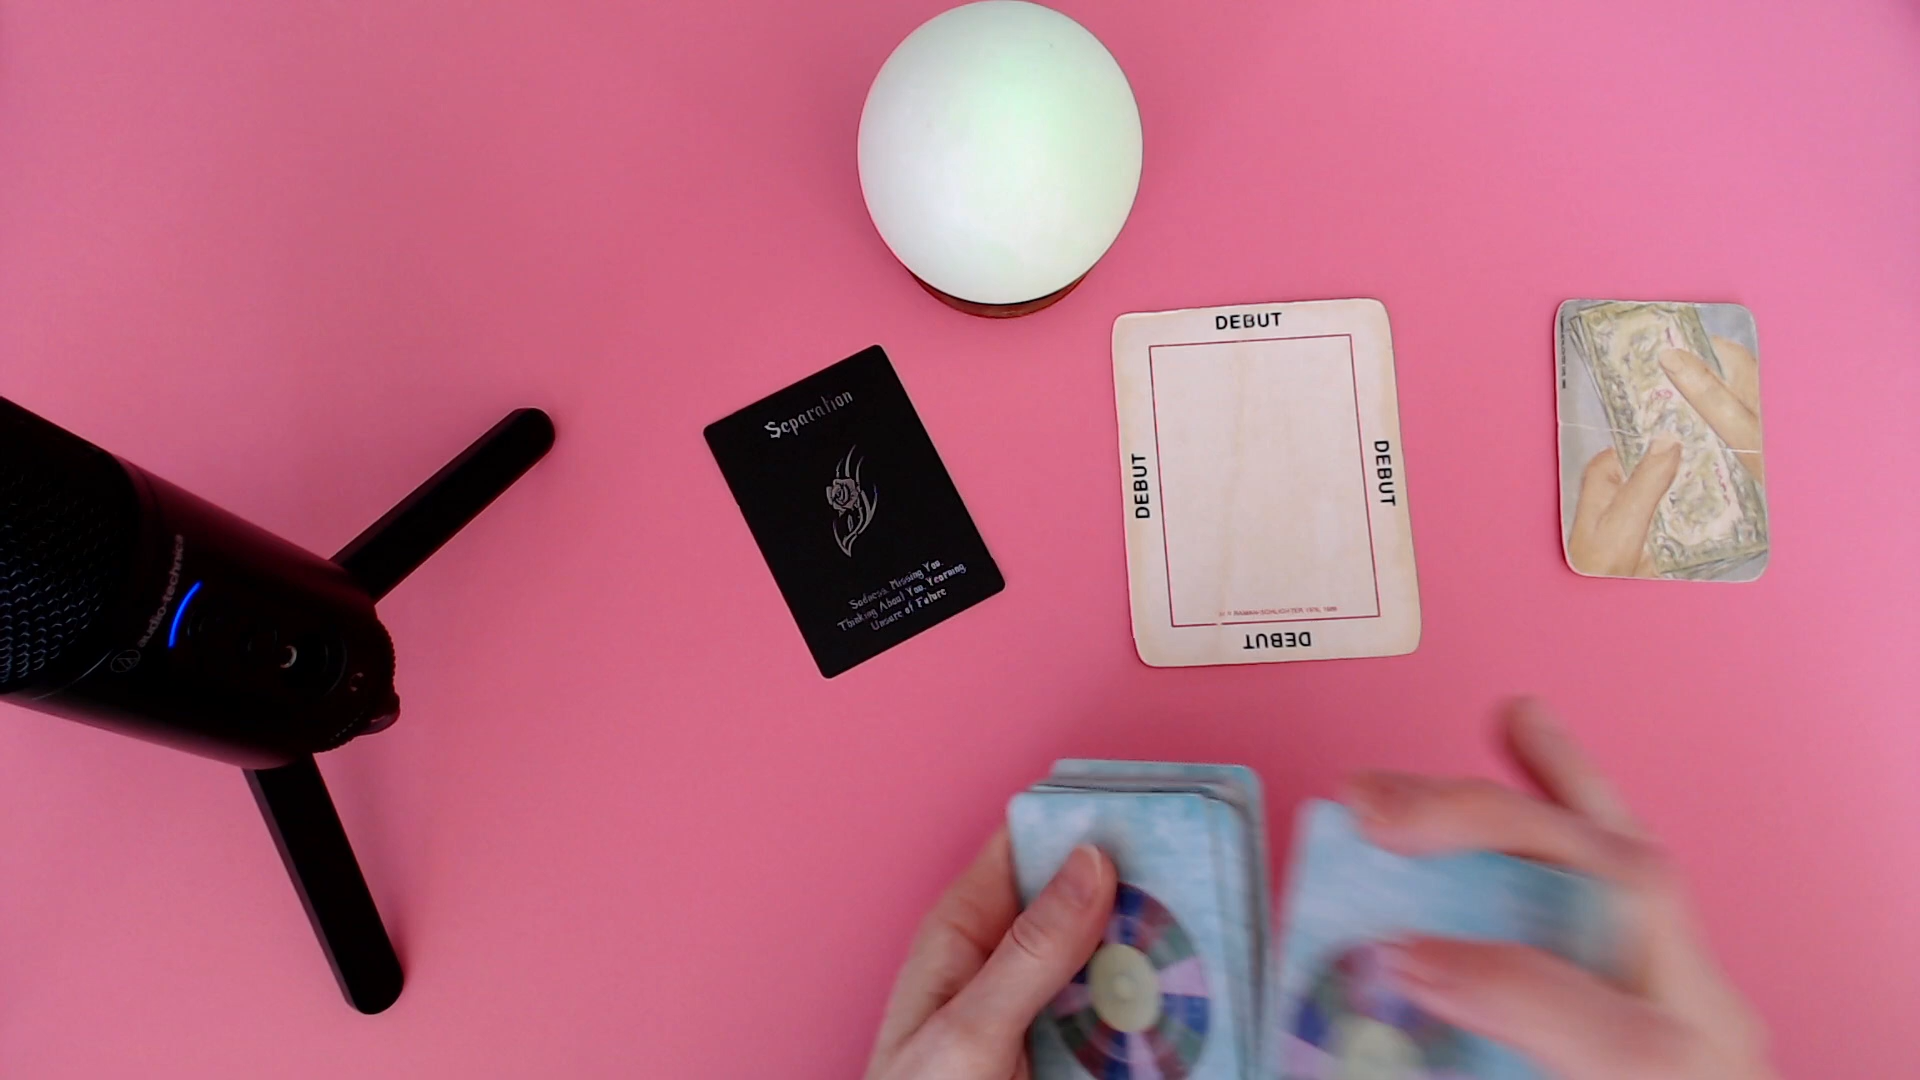 audio-technica
Separation
Sadness, Missing You,
Thinking About You, Yearning
Unsure of Future
DEBUT
DEBUT
DEBUT
DEBUT